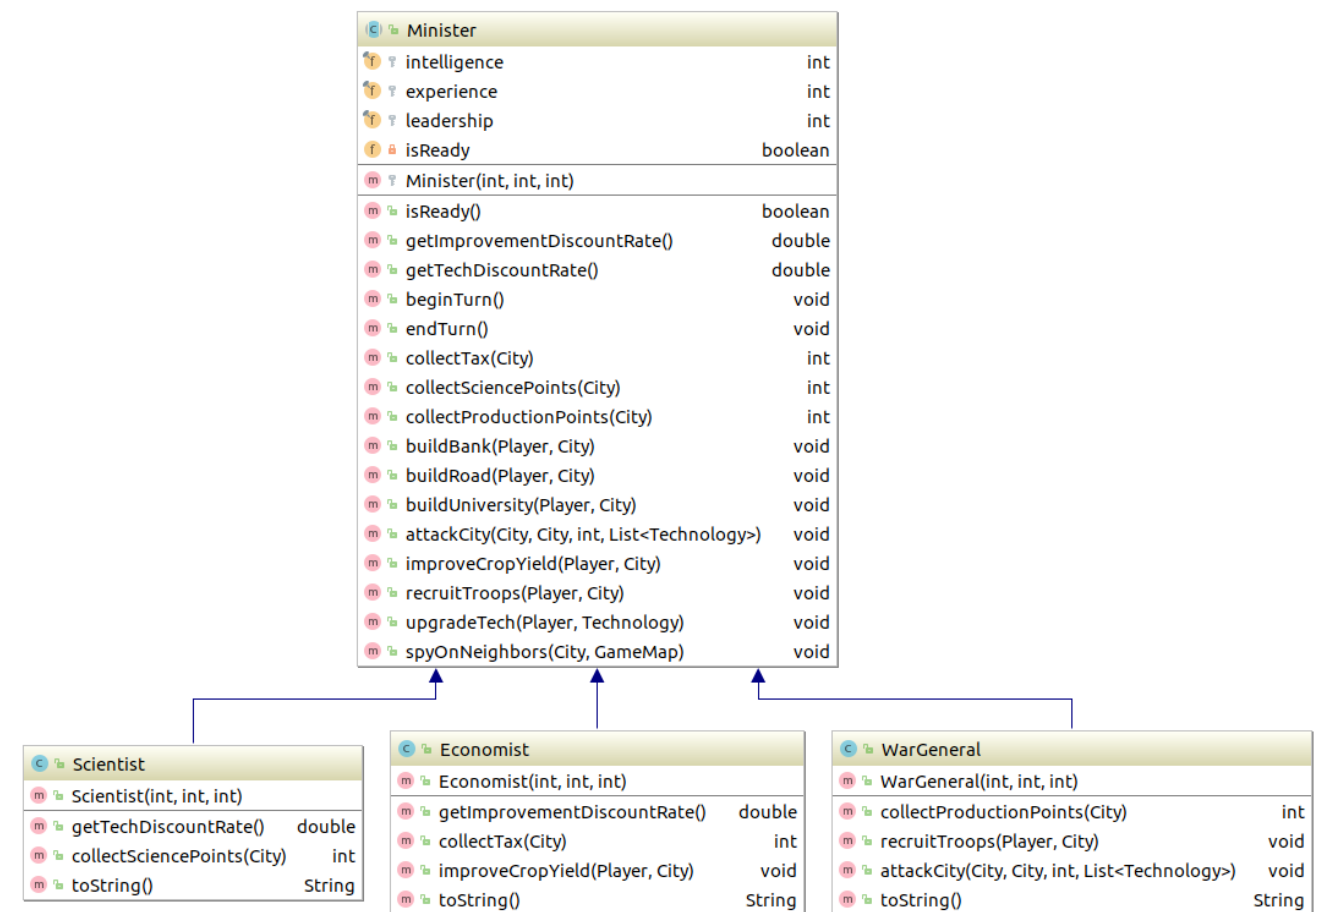 Minister
intelligence int
experience int
leadership int
isReady boolean
Minister(int, int, int)
isReady() boolean
getImprovementDiscountRate() double
getTechDiscountRate() double
beginTurn() void
endTurn() void
collectTax(City) int
collectSciencePoints(City) int
collectProductionPoints(City) int
buildBank(Player, City) void
buildRoad(Player, City) void
buildUniversity(Player, City) void
attackCity(City, City, int, List<Technology>) void
improveCropYield(Player, City) void
recruitTroops(Player, City) void
upgradeTech(Player, Technology) void
spyOnNeighbors(City, GameMap) void
Scientist
Scientist(int, int, int)
getTechDiscountRate() double
collectSciencePoints(City) int
toString() String
Economist
Economist(int, int, int)
getImprovementDiscountRate() double
collectTax(City) int
improveCropYield(Player, City) void
toString() String
WarGeneral
WarGeneral(int, int, int)
collectProductionPoints(City) int
recruitTroops(Player, City) void
attackCity(City, City, int, List<Technology>) void
toString() String